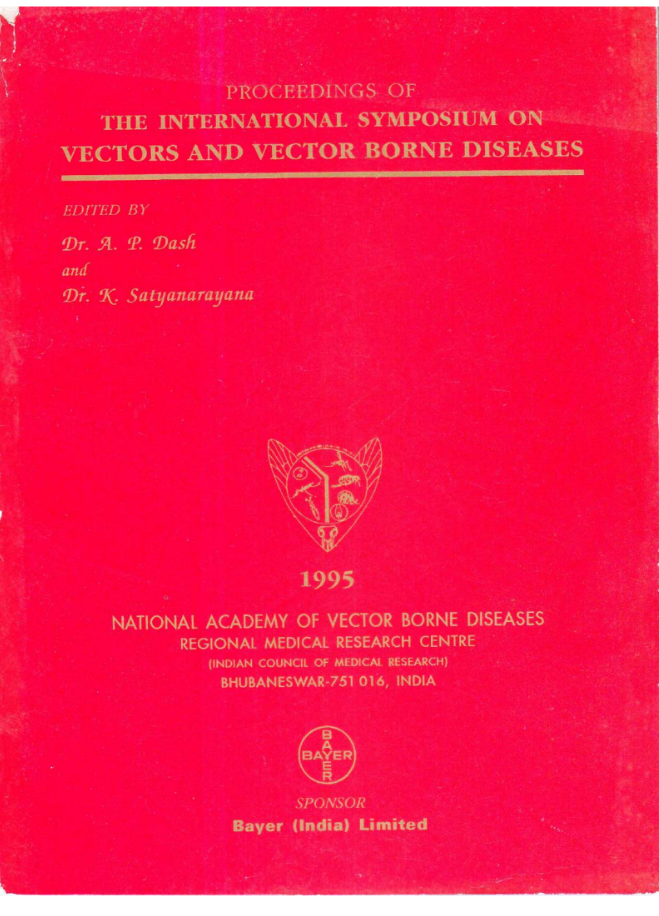 PROCEEDINGS OF
THE INTERNATIONAL SYMPOSIUM ON
VECTORS AND VECTOR BORNE DISEASES
EDITED BY
Dr. A. P. Dash
and
Dr. K. Satyanarayana
1995
NATIONAL ACADEMY OF VECTOR BORNE DISEASES
REGIONAL MEDICAL RESEARCH CENTRE
(INDIAN COUNCIL OF MEDICAL RESEARCH)
BHUBANESWAR-751 016, INDIA
BAYER
BAYER
SPONSOR
Bayer (India) Limited